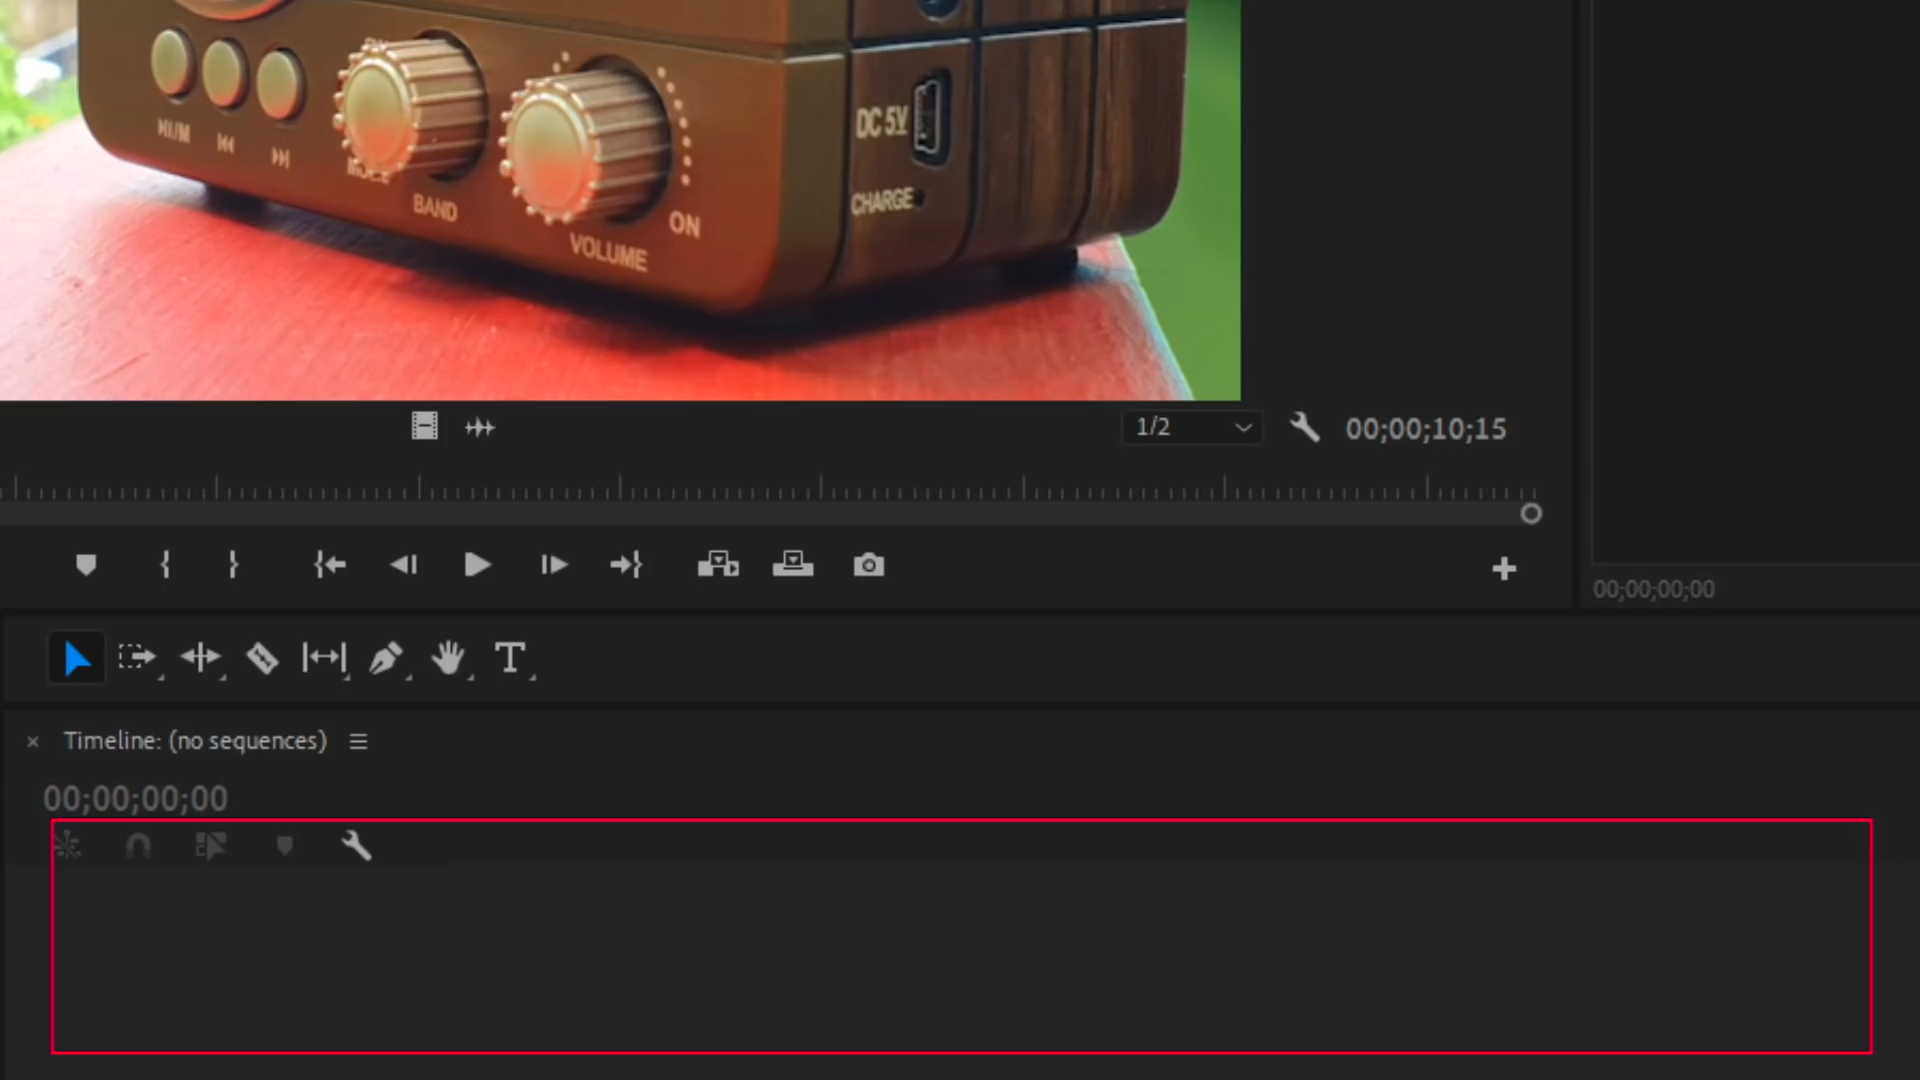 DC 5V
CHARGE
BAND
VOLUME
ON
1/2
00;00;10;15
00;00;00;00
Timeline: (no sequences)
00;00;00;00